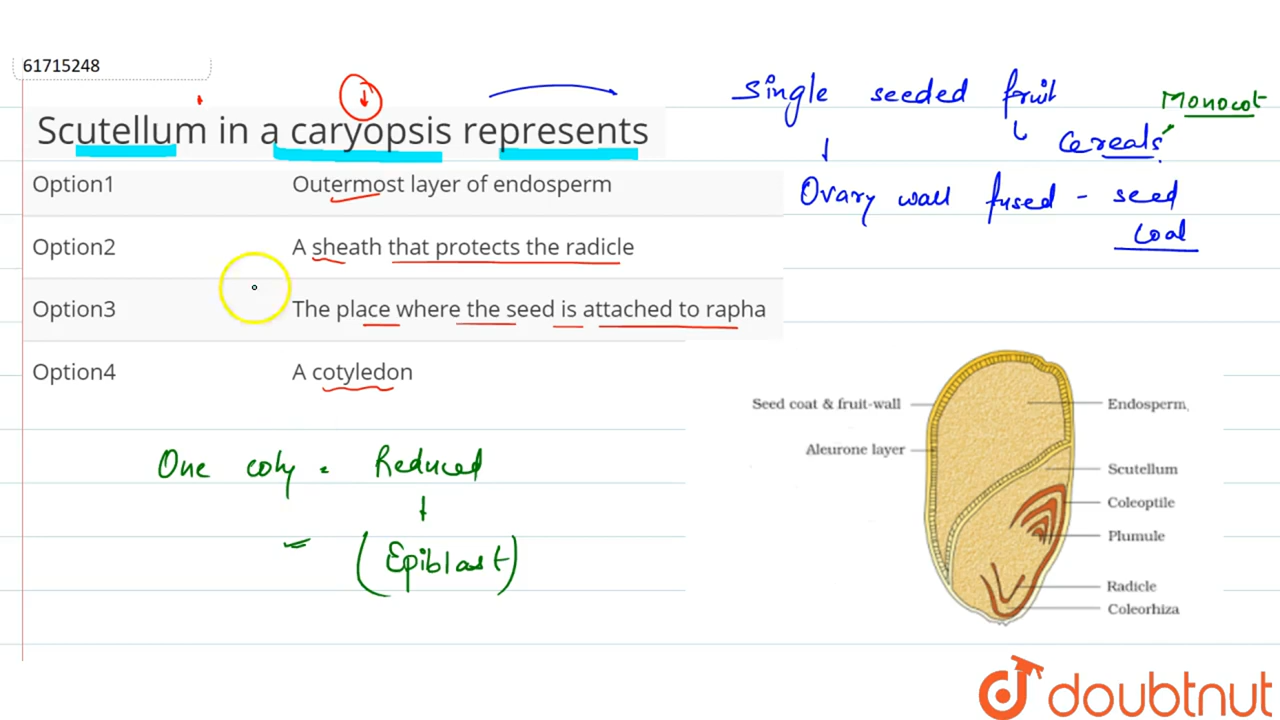 61715248
Scutellum in a caryopsis represents
Option1 Outermost layer of endosperm
Option2 A sheath that protects the radicle
Option3 The place where the seed is attached to rapha
Option4 A cotyledon
Single seeded fruit
Monocot
Cereals
Ovary wall fused - seed
coat
One coty = Reduced
(Epiblast)
Seed coat & fruit-wall
Aleurone layer
Endosperm
Scutellum
Coleoptile
Plumule
Radicle
Coleorhiza
doubtnut